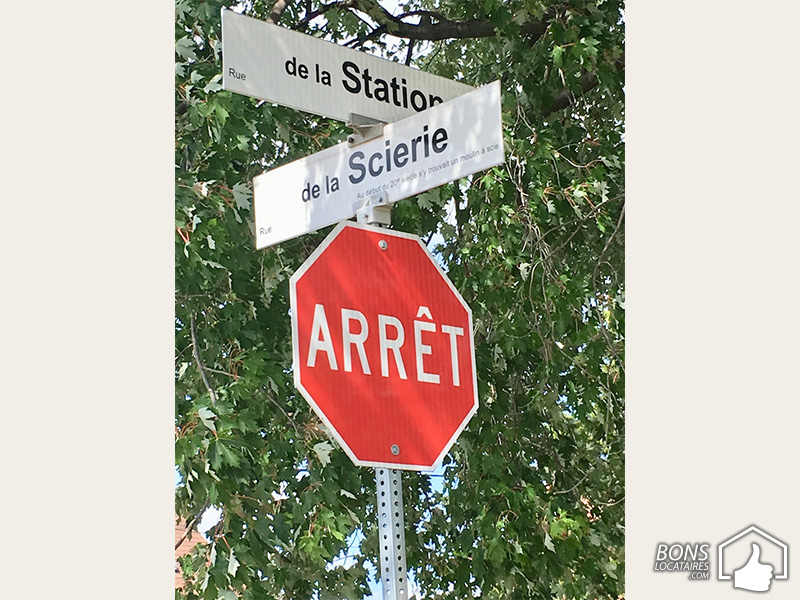 Rue de la Station
Rue de la Scierie
Au début du 20e siècle s'y trouvait un moulin à scie
ARRÊT
BONS
LOCATAIRES
.COM